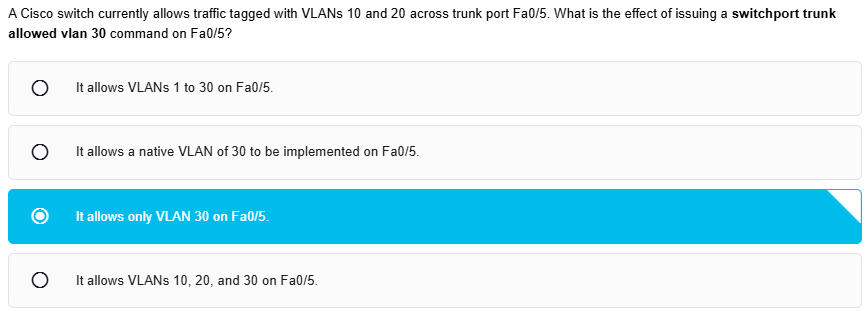 A Cisco switch currently allows traffic tagged with VLANs 10 and 20 across trunk port Fa0/5. What is the effect of issuing a switchport trunk
allowed vlan 30 command on Fa0/5?
It allows VLANs 1 to 30 on Fa0/5.
It allows a native VLAN of 30 to be implemented on Fa0/5.
It allows only VLAN 30 on Fa0/5.
It allows VLANs 10, 20, and 30 on Fa0/5.